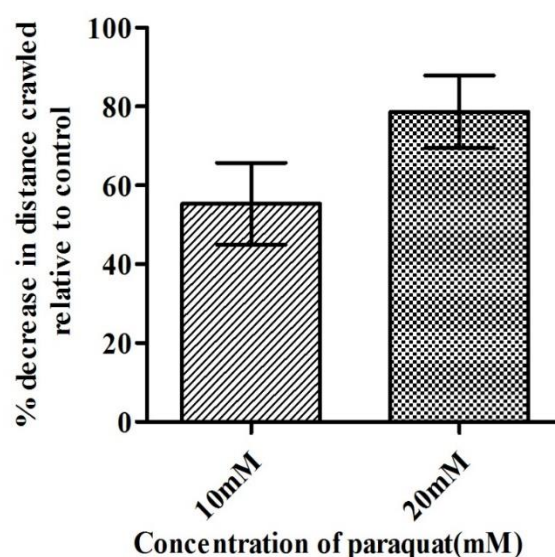 % decrease in distance crawled
relative to control
100
80
60
40
20
0
10mM
20mM
Concentration of paraquat(mM)